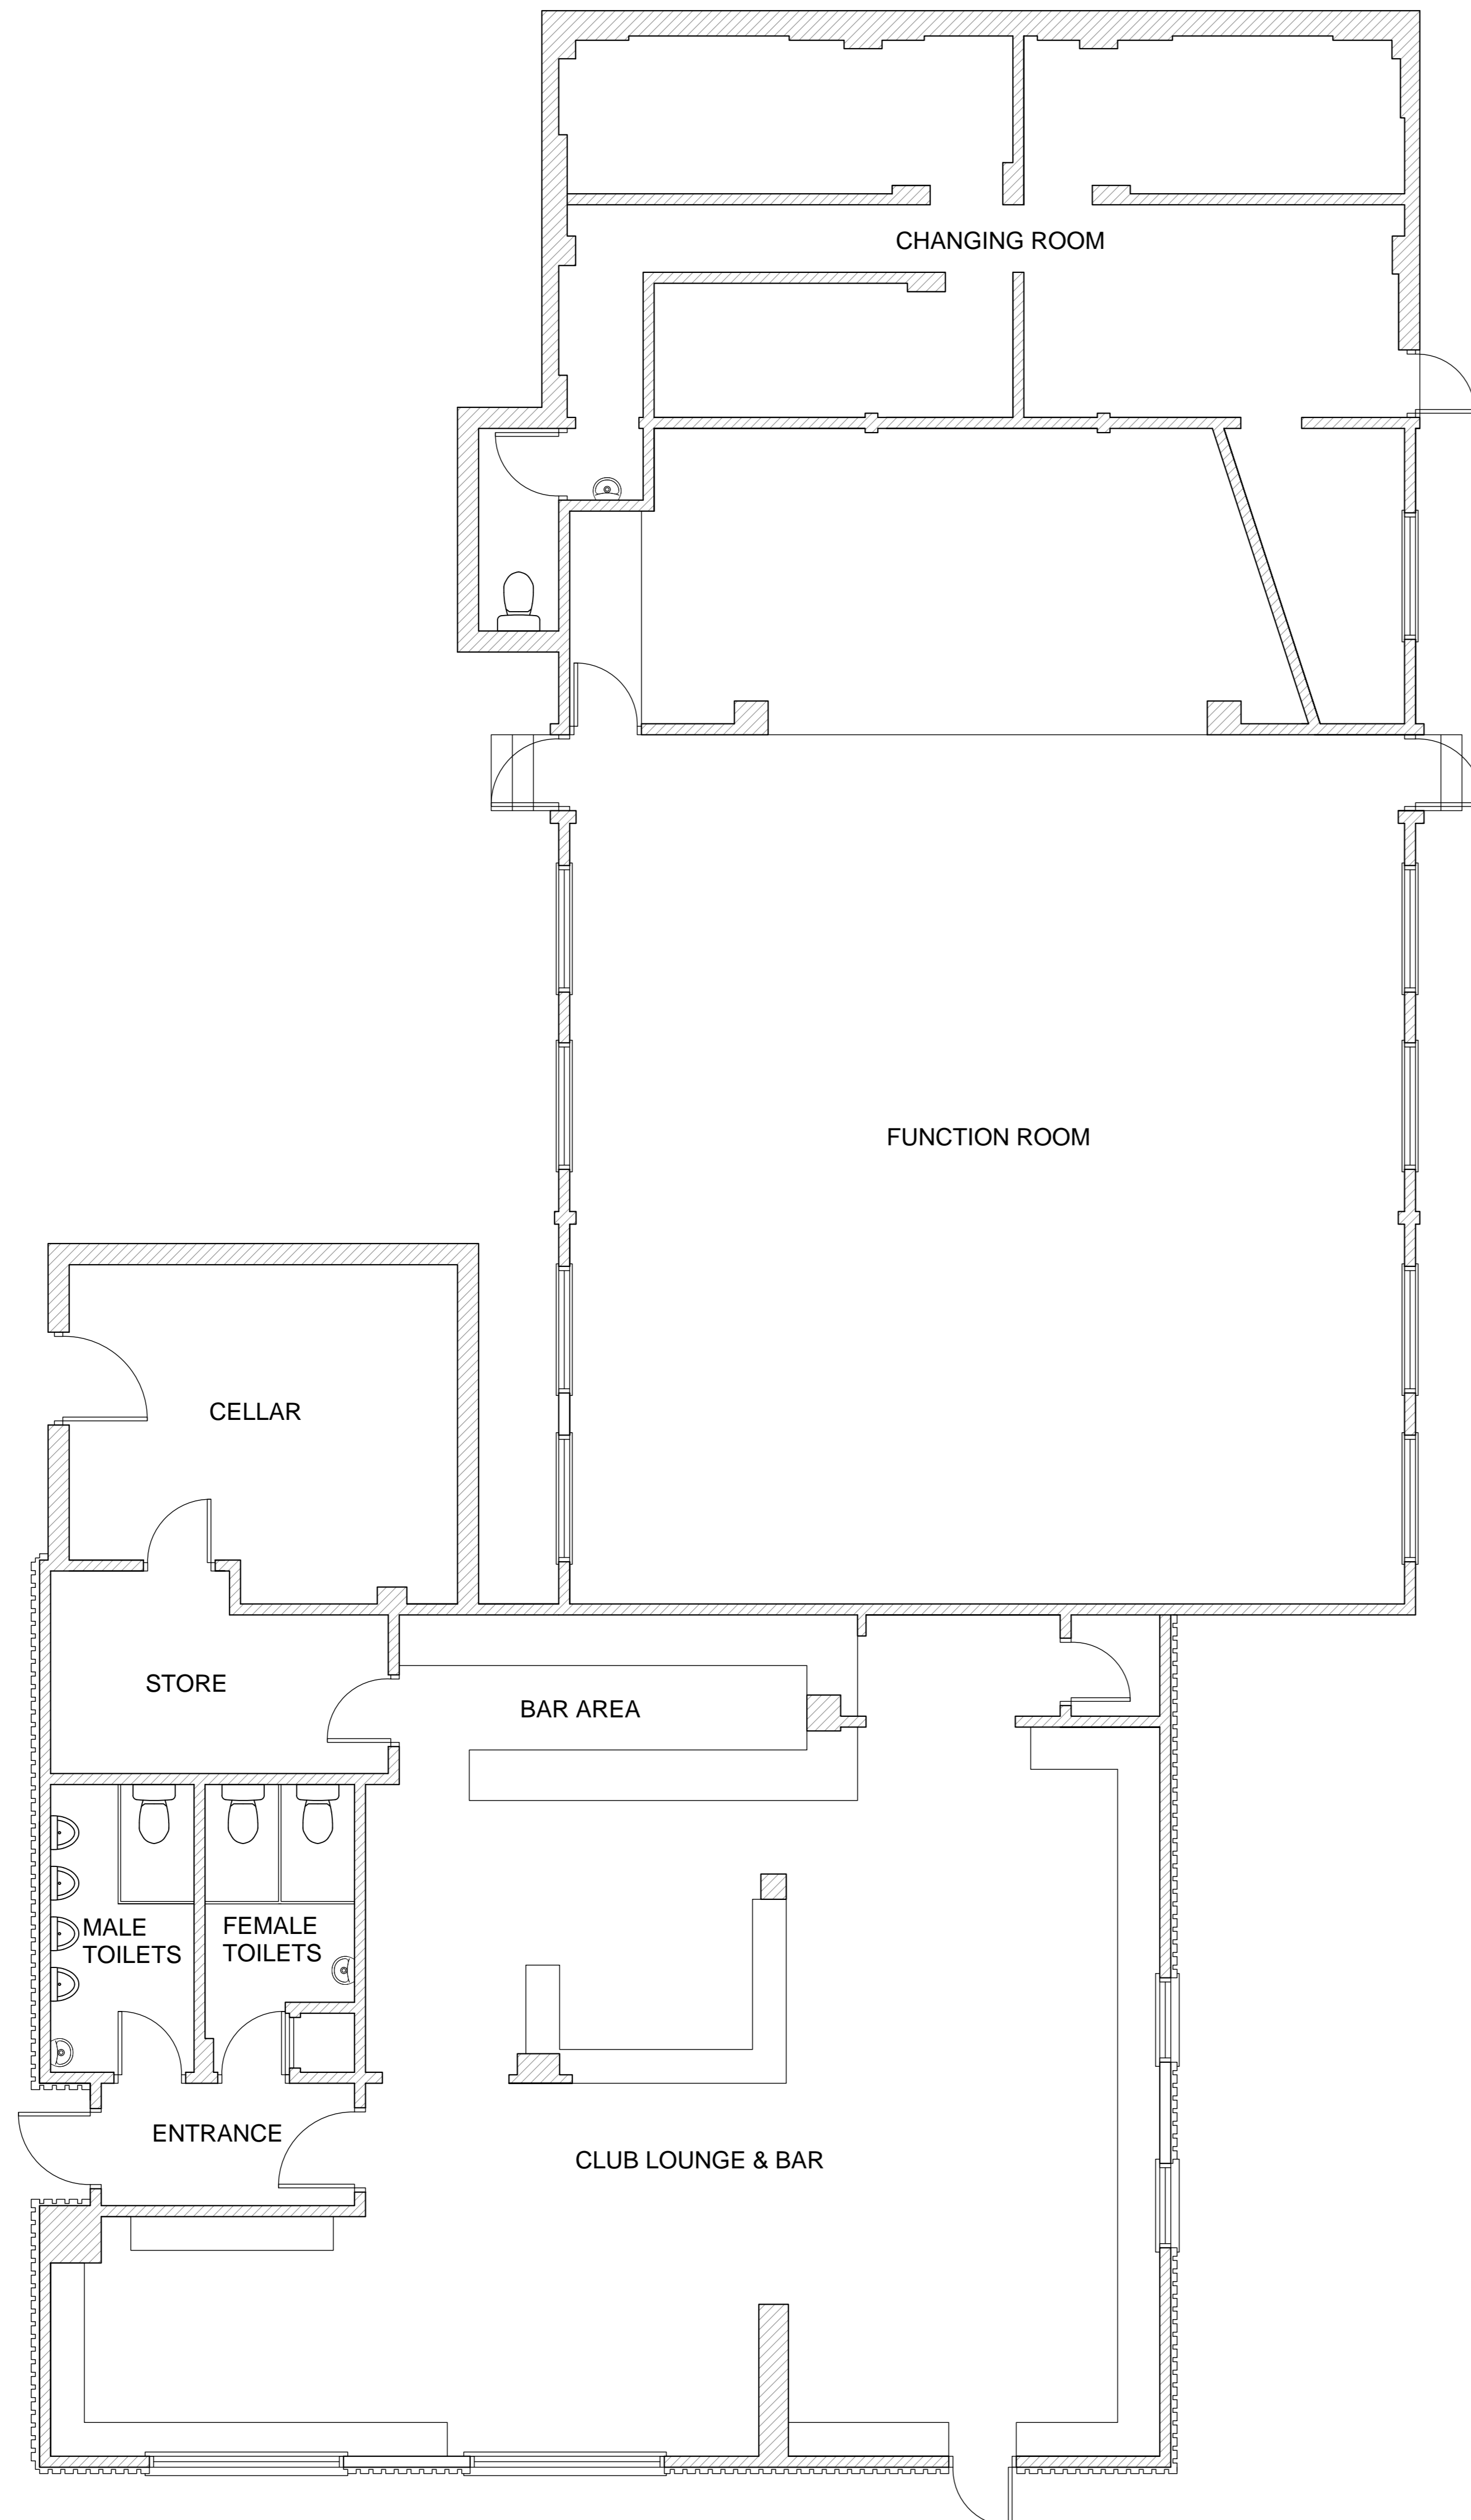 CHANGING ROOM
FUNCTION ROOM
CELLAR
STORE
BAR AREA
MALE
TOILETS
FEMALE
TOILETS
ENTRANCE
CLUB LOUNGE & BAR